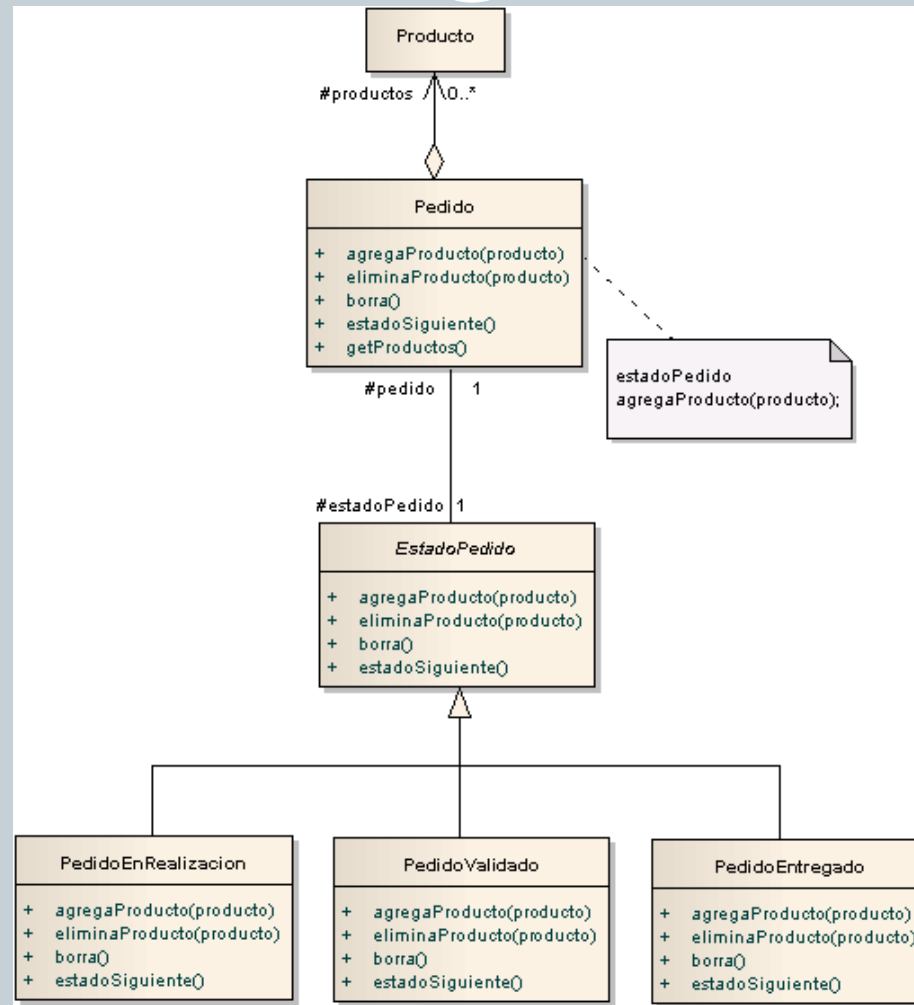 Producto
#productos
0..*
Pedido
+ agregaProducto(producto)
+ eliminaProducto(producto)
+ borra()
+ estadoSiguiente()
+ getProductos()
estadoPedido
agregaProducto(producto);
#pedido 1
#estadoPedido 1
EstadoPedido
+ agregaProducto(producto)
+ eliminaProducto(producto)
+ borra()
+ estadoSiguiente()
PedidoEnRealizacion
+ agregaProducto(producto)
+ eliminaProducto(producto)
+ borra()
+ estadoSiguiente()
PedidoValidado
+ agregaProducto(producto)
+ eliminaProducto(producto)
+ borra()
+ estadoSiguiente()
PedidoEntregado
+ agregaProducto(producto)
+ eliminaProducto(producto)
+ borra()
+ estadoSiguiente()